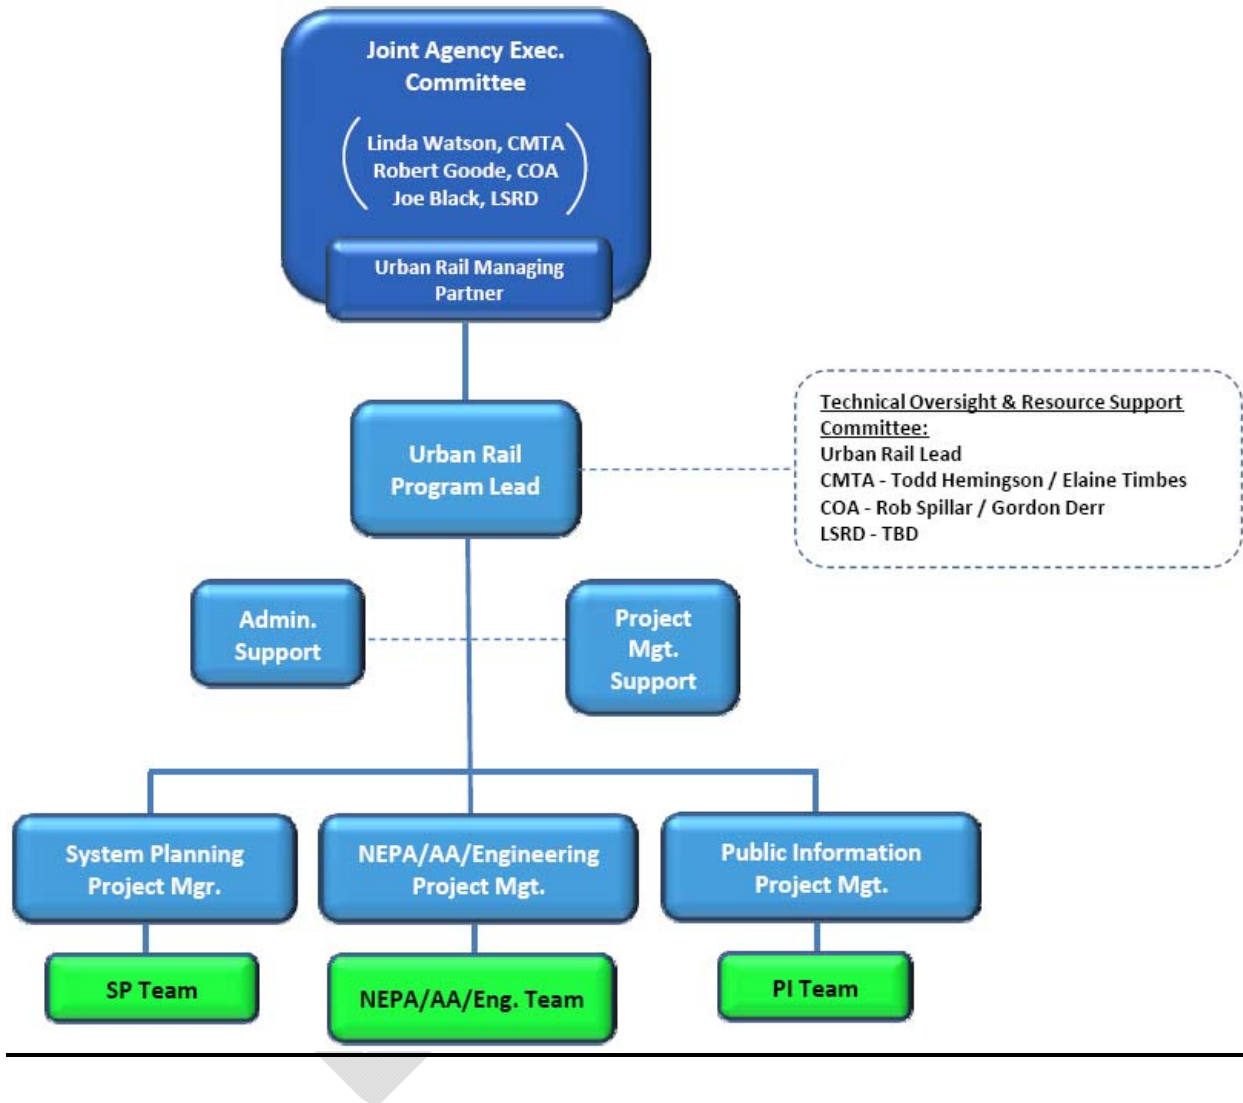 Joint Agency Exec.
Committee
Linda Watson, CMTA
Robert Goode, COA
Joe Black, LSRD
Urban Rail Managing
Partner
Urban Rail
Program Lead
Technical Oversight & Resource Support
Committee:
Urban Rail Lead
CMTA - Todd Hemingson / Elaine Timbes
COA - Rob Spillar / Gordon Derr
LSRD - TBD
Admin.
Support
Project
Mgt.
Support
System Planning
Project Mgr.
NEPA/AA/Engineering
Project Mgt.
Public Information
Project Mgt.
SP Team
NEPA/AA/Eng. Team
PI Team